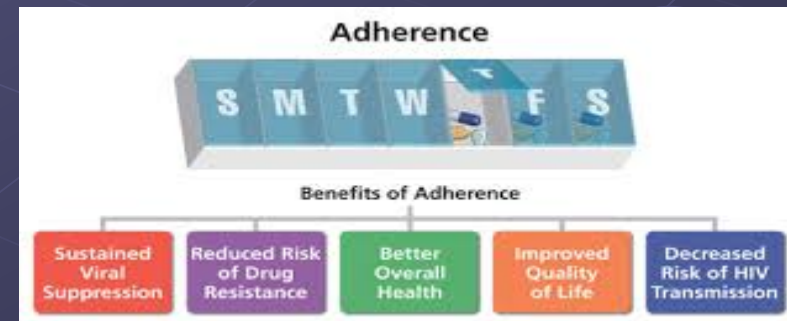 Adherence
S M T W T F S
Benefits of Adherence
Sustained
Viral
Suppression
Reduced Risk
of Drug
Resistance
Better
Overall
Health
Improved
Quality
of Life
Decreased
Risk of HIV
Transmission